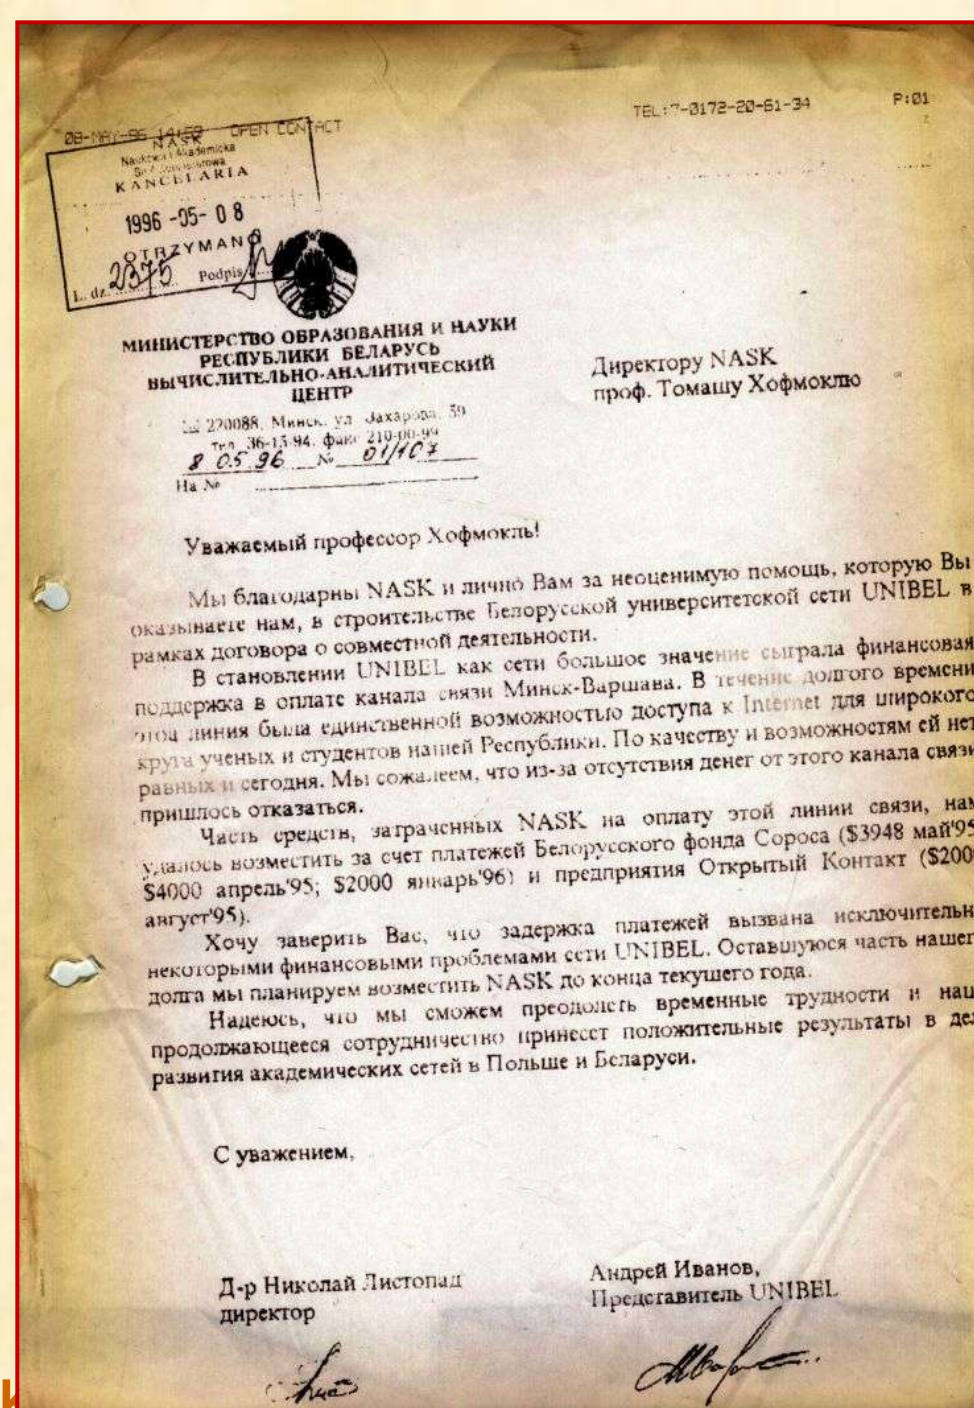 TEL:7-0172-20-61-34 P:01
08-MAY-96 14:59 OPEN CONTACT
NASK
Naukowa i Akademicka
KANCELARIA
1996 -05- 08
OTRZYMANO
L. dz. 2375 Podpis
МИНИСТЕРСТВО ОБРАЗОВАНИЯ И НАУКИ
РЕСПУБЛИКИ БЕЛАРУСЬ
ВЫЧИСЛИТЕЛЬНО-АНАЛИТИЧЕСКИЙ
ЦЕНТР
220088, Минск, ул. Захарова, 59
тел. 36-13-94, факс 210-00-99
8 05 96 № 01/107
На №
Директору NASK
проф. Томашу Хофмоклю
Уважаемый профессор Хофмокль!
Мы благодарны NASK и лично Вам за неоценимую помощь, которую Вы
оказываете нам, в строительстве Белорусской университетской сети UNIBEL в
рамках договора о совместной деятельности.
В становлении UNIBEL как сети большое значение сыграла финансовая
поддержка в оплате канала связи Минск-Варшава. В течение долгого времени
эта линия была единственной возможностью доступа к Internet для широкого
круга ученых и студентов нашей Республики. По качеству и возможностям ей нет
равных и сегодня. Мы сожалеем, что из-за отсутствия денег от этого канала связи
пришлось отказаться.
Часть средств, затраченных NASK на оплату этой линии связи, нам
удалось возместить за счет платежей Белорусского фонда Сороса ($3948 май'95
$4000 апрель'95; $2000 январь'96) и предприятия Открытый Контакт ($200
август'95).
Хочу заверить Вас, что задержка платежей вызвана исключительн
некоторыми финансовыми проблемами сети UNIBEL. Оставшуюся часть нашег
долга мы планируем возместить NASK до конца текущего года.
Надеюсь, что мы сможем преодолеть временные трудности и наш
продолжающееся сотрудничество принесет положительные результаты в дел
развития академических сетей в Польше и Беларуси.
С уважением,
Д-р Николай Листопад
директор
Андрей Иванов,
Представитель UNIBEL